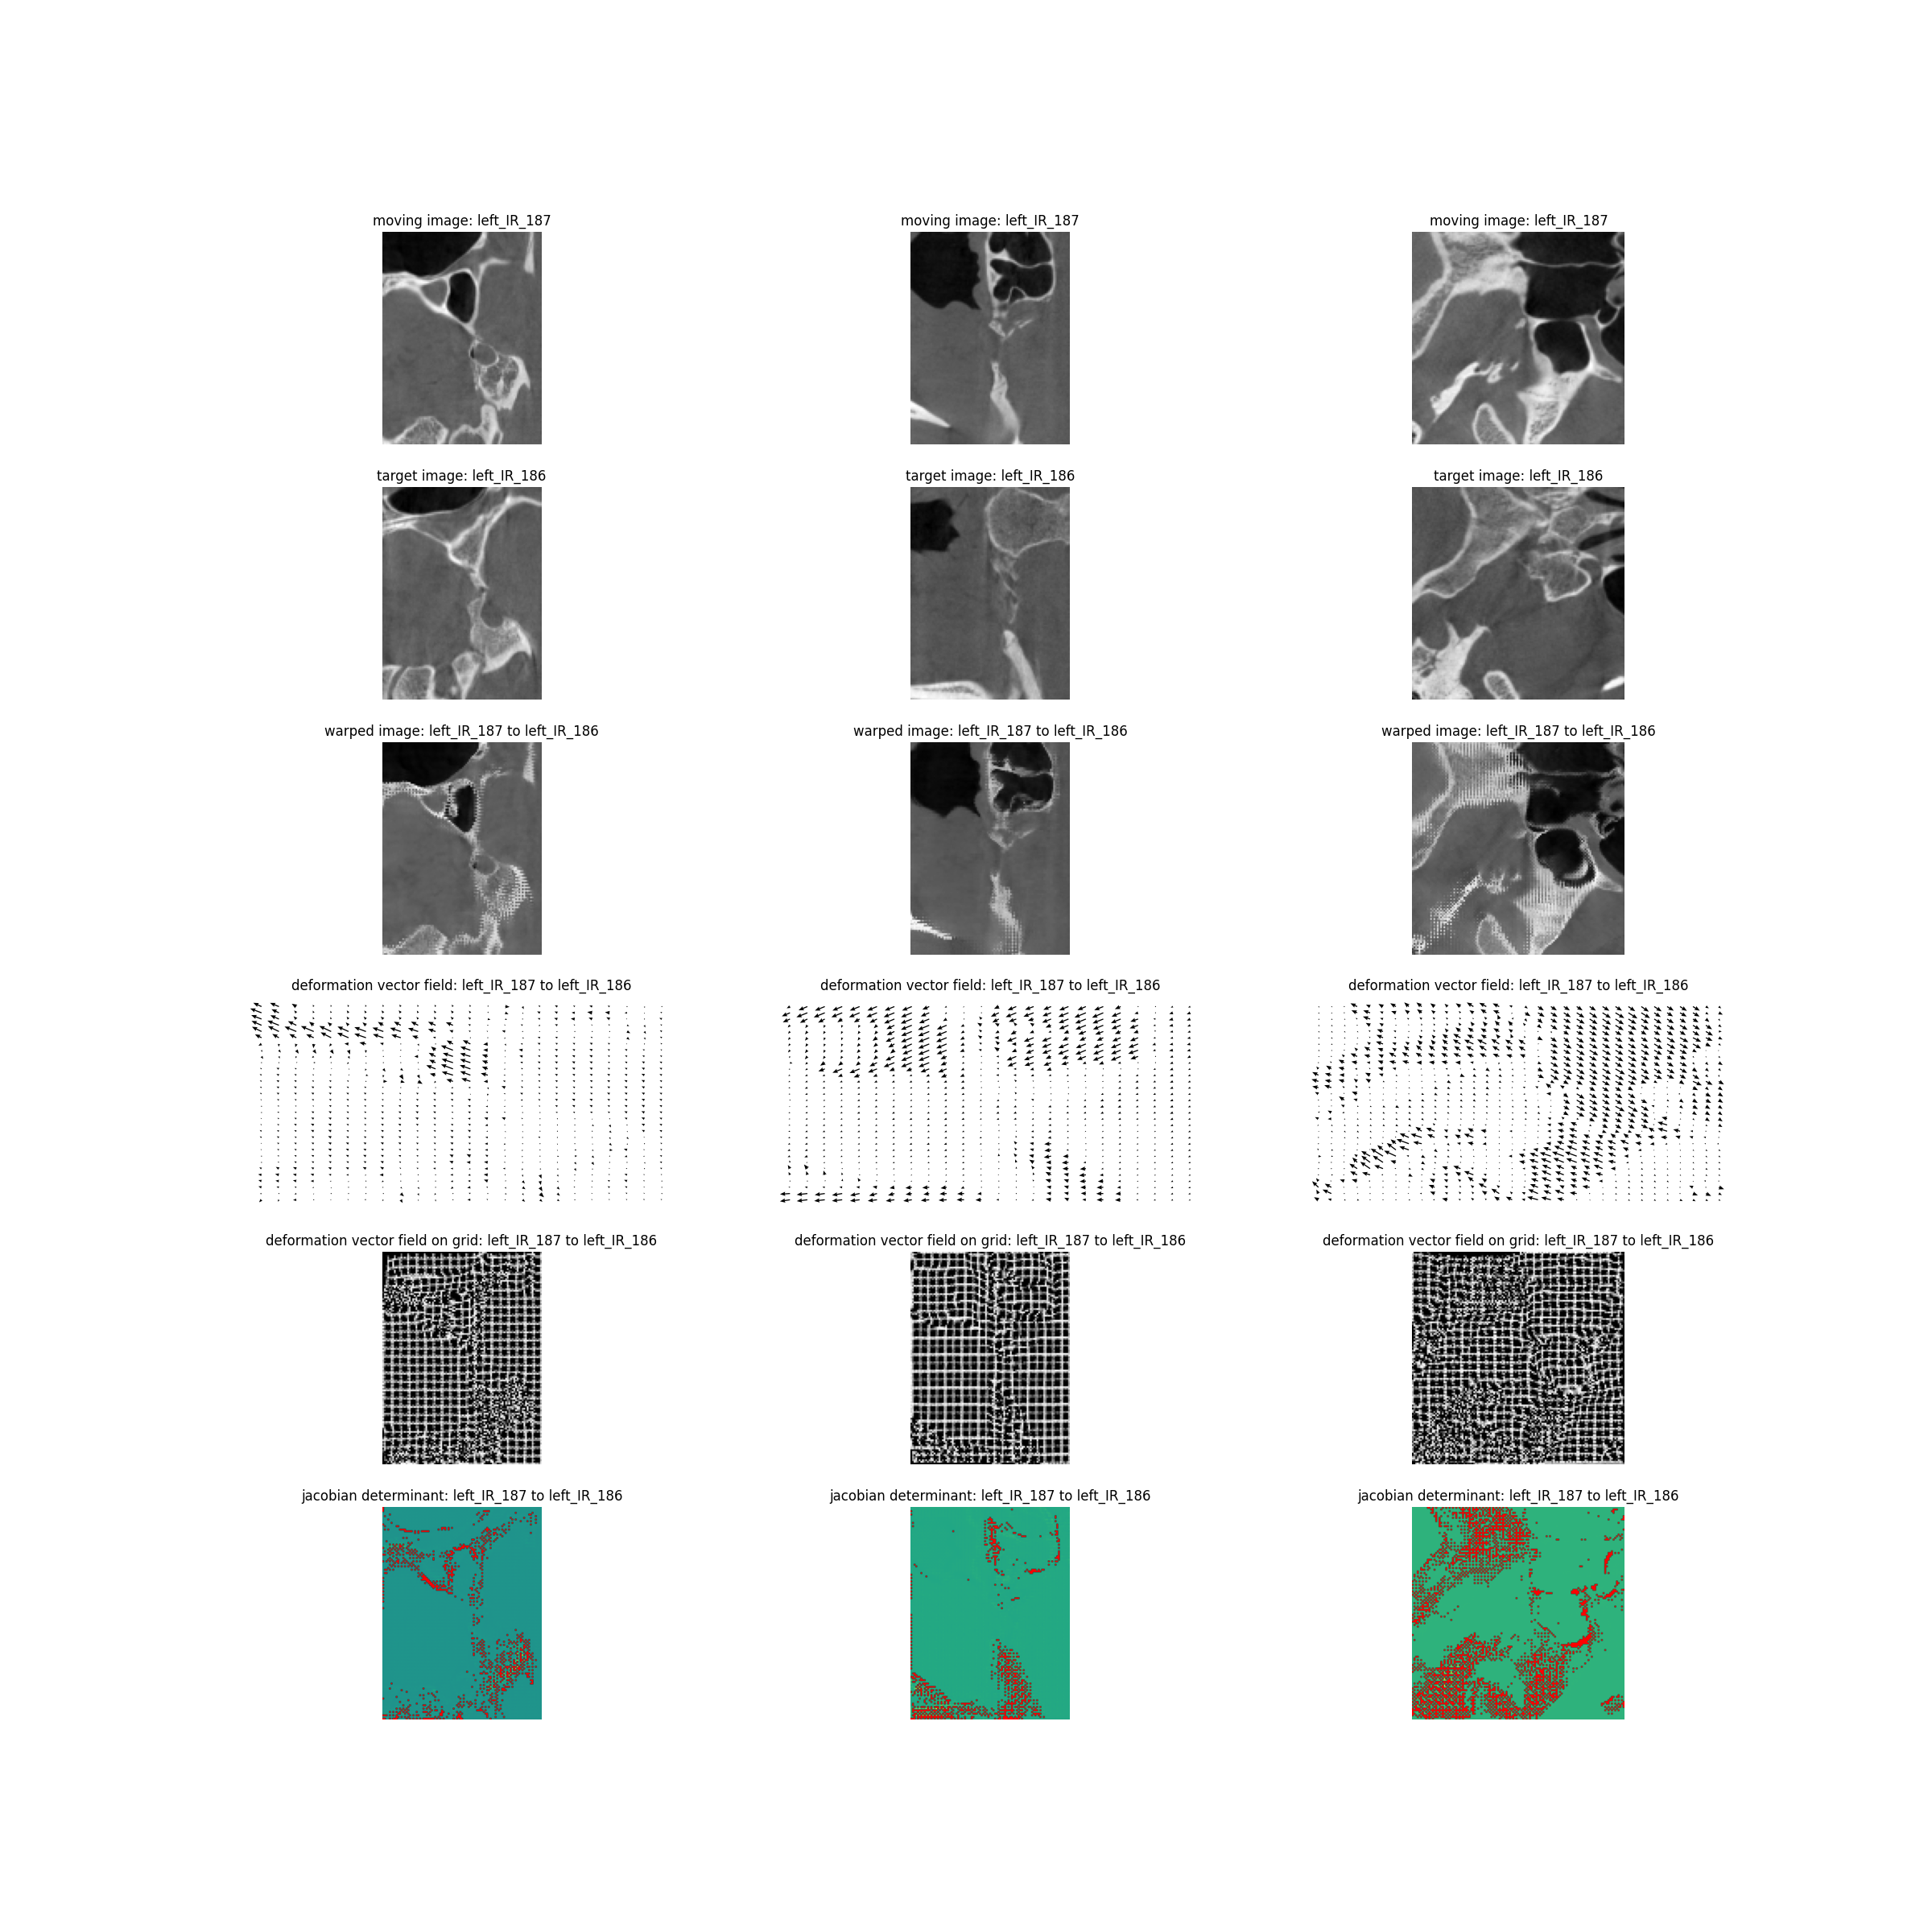 moving image: left_IR_187
moving image: left_IR_187
moving image: left_IR_187
target image: left_IR_186
target image: left_IR_186
target image: left_IR_186
warped image: left_IR_187 to left_IR_186
warped image: left_IR_187 to left_IR_186
warped image: left_IR_187 to left_IR_186
deformation vector field: left_IR_187 to left_IR_186
deformation vector field: left_IR_187 to left_IR_186
deformation vector field: left_IR_187 to left_IR_186
deformation vector field on grid: left_IR_187 to left_IR_186
deformation vector field on grid: left_IR_187 to left_IR_186
deformation vector field on grid: left_IR_187 to left_IR_186
jacobian determinant: left_IR_187 to left_IR_186
jacobian determinant: left_IR_187 to left_IR_186
jacobian determinant: left_IR_187 to left_IR_186